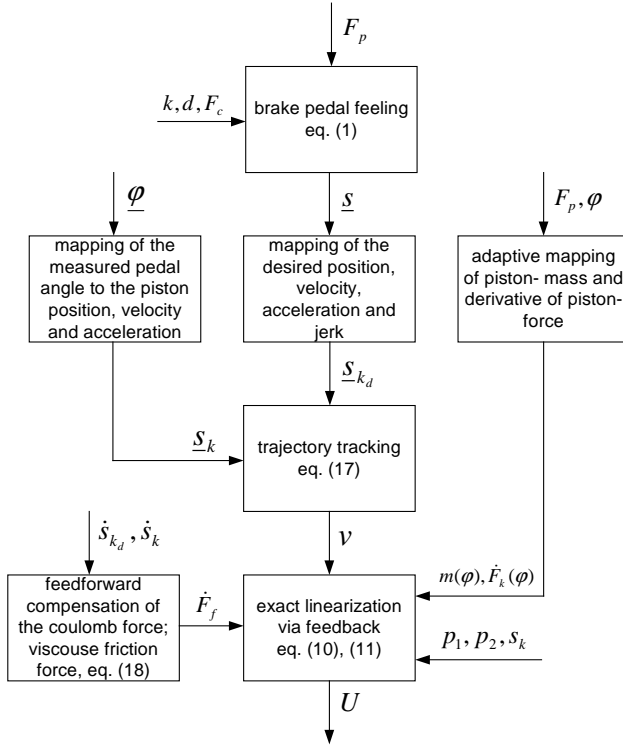 F_p
k, d, F_c
brake pedal feeling
eq. (1)
φ
s
F_p, φ
mapping of the
measured pedal
angle to the piston
position, velocity
and acceleration
mapping of the
desired position,
velocity,
acceleration and
jerk
adaptive mapping
of piston- mass and
derivative of piston-
force
s_{k_d}
s_k
trajectory tracking
eq. (17)
ṡ_{k_d}, ṡ_k
v
feedforward
compensation of
the coulomb force;
viscouse friction
force, eq. (18)
Ḟ_f
exact linearization
via feedback
eq. (10), (11)
m(φ), Ḟ_k(φ)
p_1, p_2, s_k
U